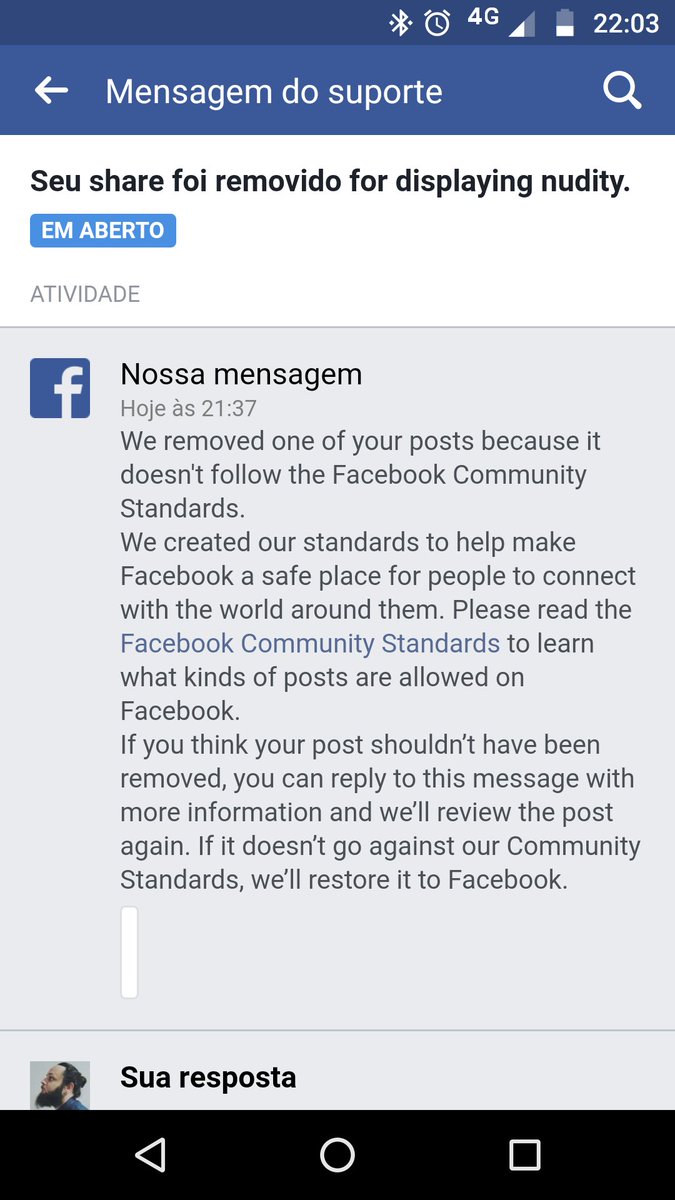 4G 22:03
Mensagem do suporte
Seu share foi removido for displaying nudity.
EM ABERTO
ATIVIDADE
Nossa mensagem
Hoje às 21:37
We removed one of your posts because it
doesn't follow the Facebook Community
Standards.
We created our standards to help make
Facebook a safe place for people to connect
with the world around them. Please read the
Facebook Community Standards to learn
what kinds of posts are allowed on
Facebook.
If you think your post shouldn’t have been
removed, you can reply to this message with
more information and we’ll review the post
again. If it doesn’t go against our Community
Standards, we’ll restore it to Facebook.
Sua resposta